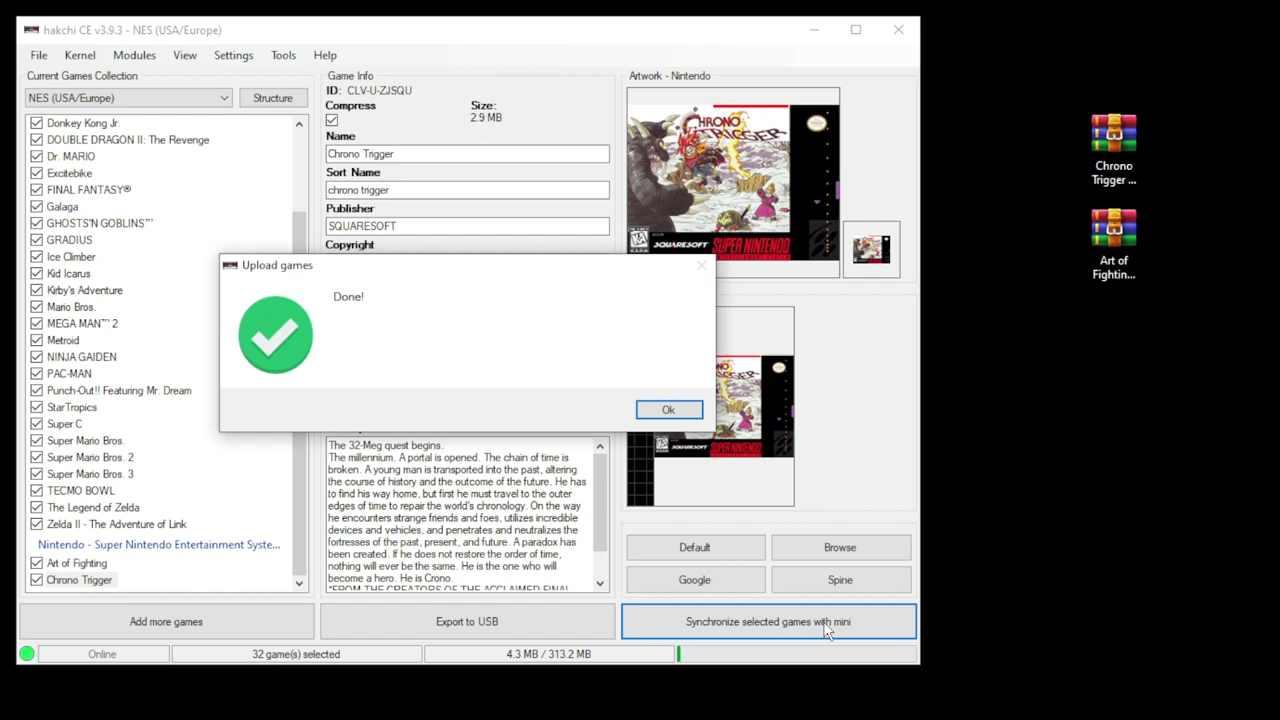 hakchi CE v3.9.3 - NES (USA/Europe)
File Kernel Modules View Settings Tools Help
Current Games Collection
NES (USA/Europe)
Structure
Donkey Kong Jr.
DOUBLE DRAGON II: The Revenge
Dr. MARIO
Excitebike
FINAL FANTASY®
Galaga
GHOSTS'N GOBLINS™
GRADIUS
Ice Climber
Kid Icarus
Kirby's Adventure
Mario Bros.
MEGA MAN™ 2
Metroid
NINJA GAIDEN
PAC-MAN
Punch-Out!! Featuring Mr. Dream
StarTropics
Super C
Super Mario Bros.
Super Mario Bros. 2
Super Mario Bros. 3
TECMO BOWL
The Legend of Zelda
Zelda II - The Adventure of Link
Nintendo - Super Nintendo Entertainment Syste...
Art of Fighting
Chrono Trigger
Add more games
Game Info
ID: CLV-U-ZJSQU
Compress
Size:
2.9 MB
Name
Chrono Trigger
Sort Name
chrono trigger
Publisher
SQUARESOFT
Copyright
Upload games
Done!
Ok
The 32-Meg quest begins.
The millennium. A portal is opened. The chain of time is
broken. A young man is transported into the past, altering
the course of history and the outcome of the future. He has
to find his way home, but first he must travel to the outer
edges of time to repair the world's chronology. On the way
he encounters strange friends and foes, utilizes incredible
devices and vehicles, and penetrates and neutralizes the
fortresses of the past, present, and future. A paradox has
been created. If he does not restore the order of time,
nothing will ever be the same. He is the one who will
become a hero. He is Crono.
*FROM THE CREATORS OF THE ACCLAIMED FINAL
Export to USB
Artwork - Nintendo
CHRONO
TRIGGER
SQUARESOFT
SUPER NINTENDO
CHRONO
TRIGGER
SQUARESOFT
SUPER NINTENDO
Default
Browse
Google
Spine
Synchronize selected games with mini
Online
32 game(s) selected
4.3 MB / 313.2 MB
Chrono
Trigger ...
Art of
Fightin...